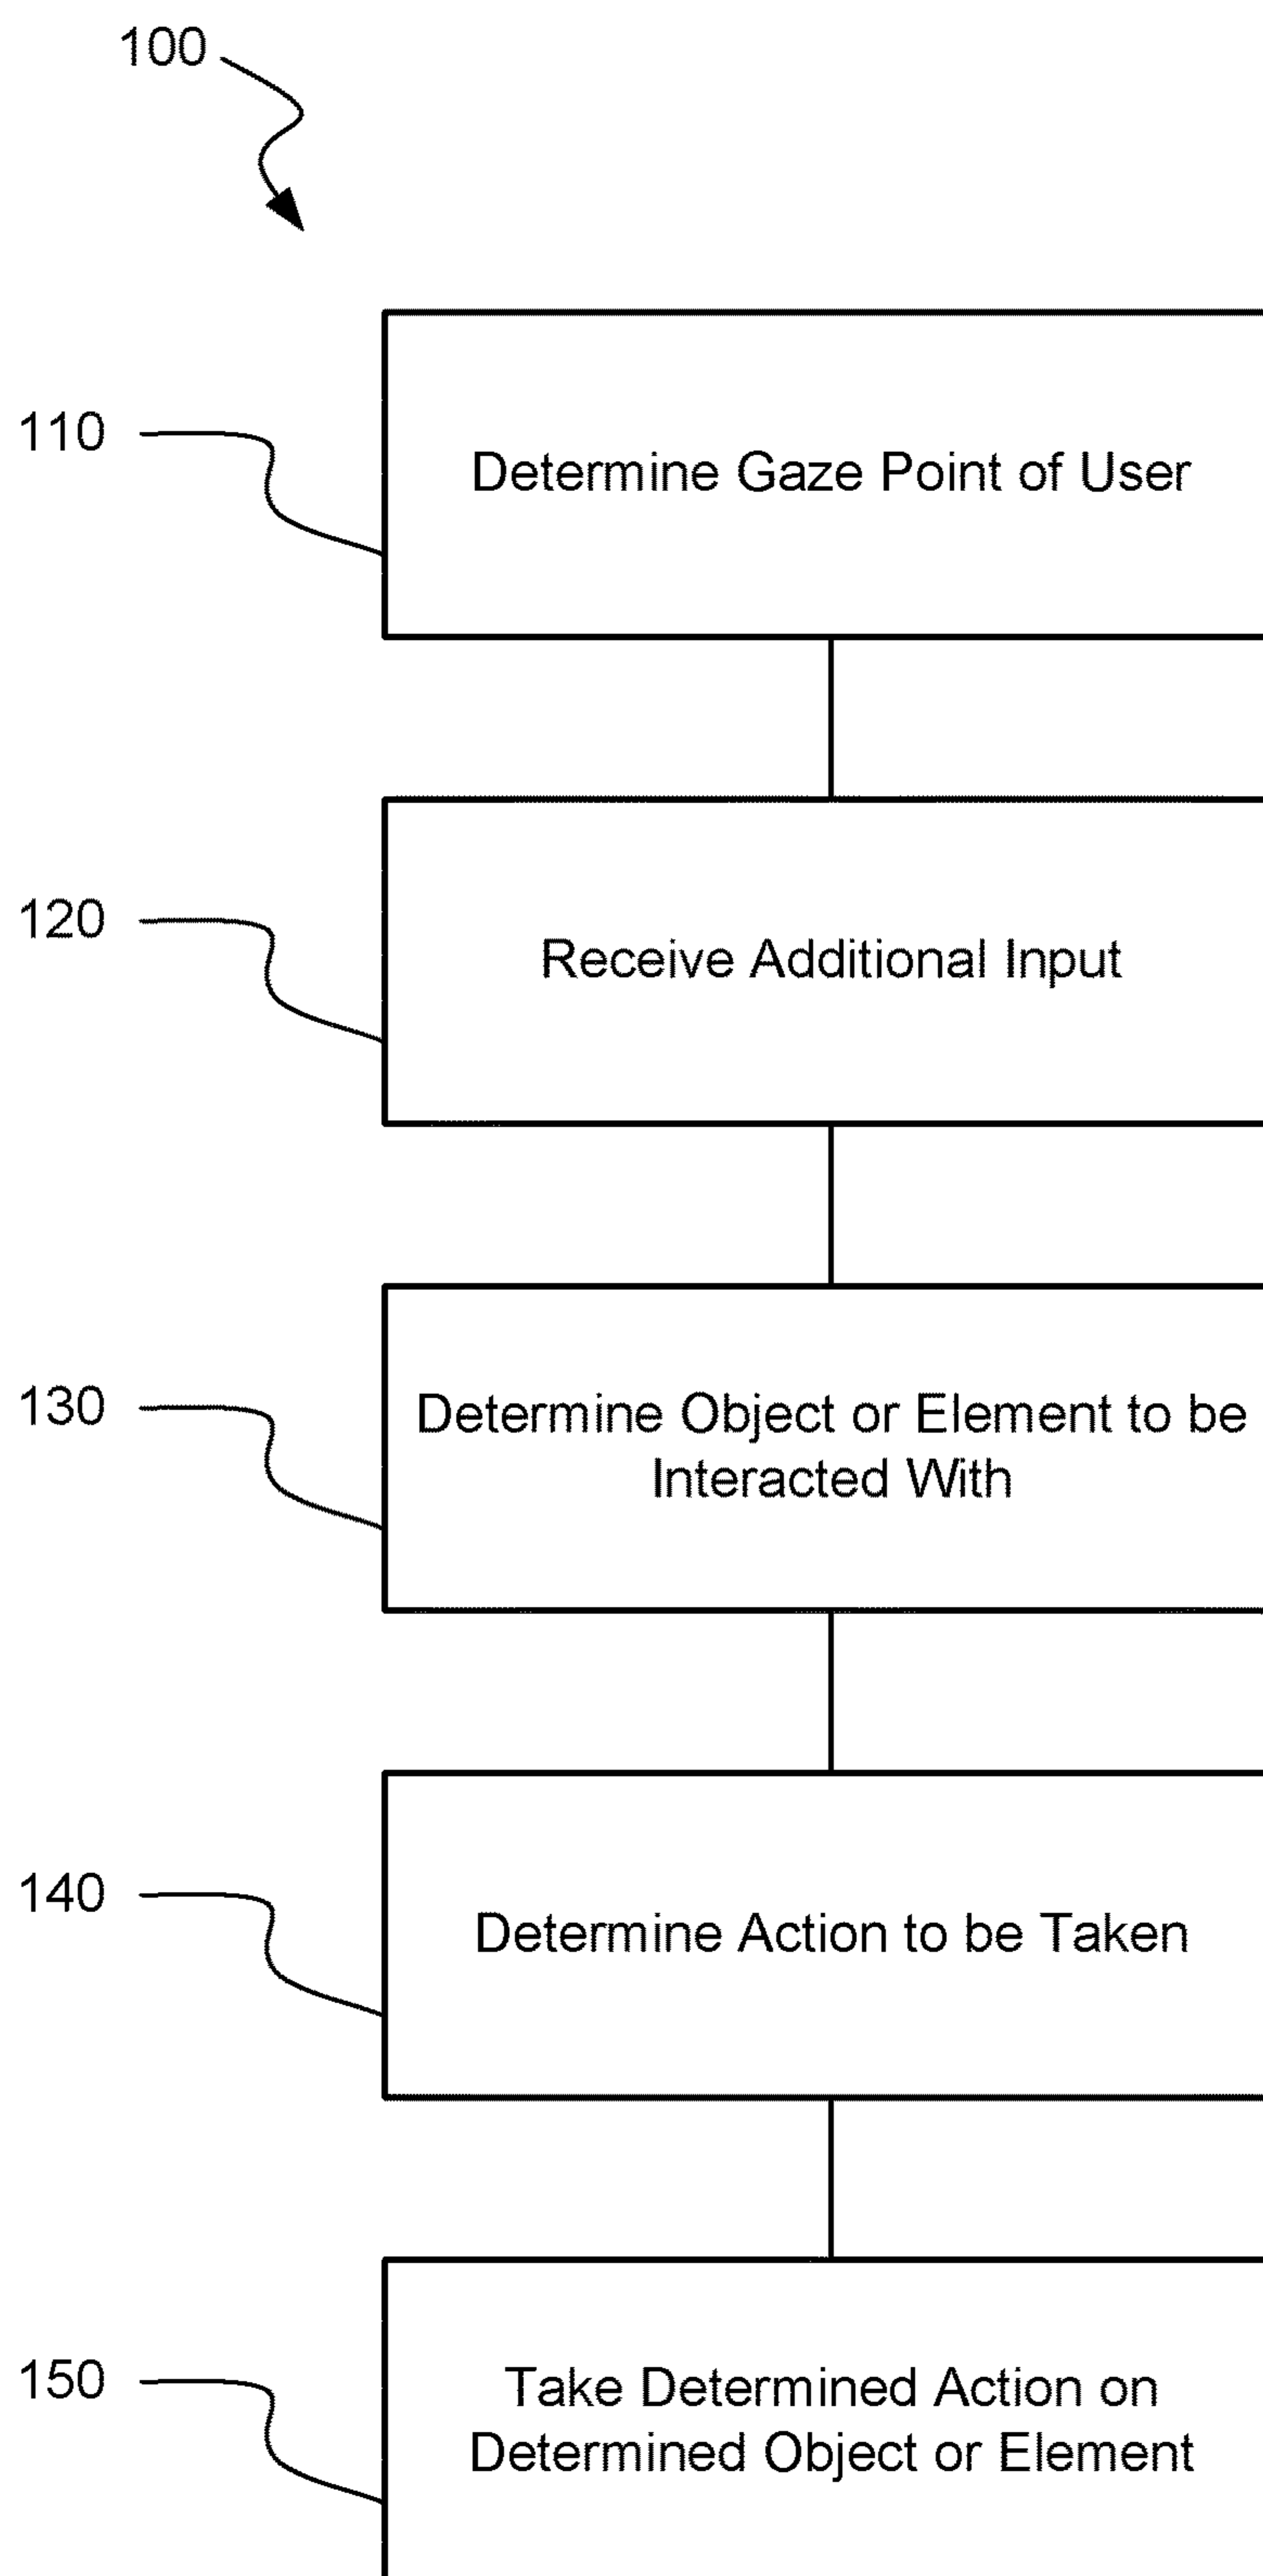 100
110
Determine Gaze Point of User
120
Receive Additional Input
130
Determine Object or Element to be
Interacted With
140
Determine Action to be Taken
150
Take Determined Action on
Determined Object or Element